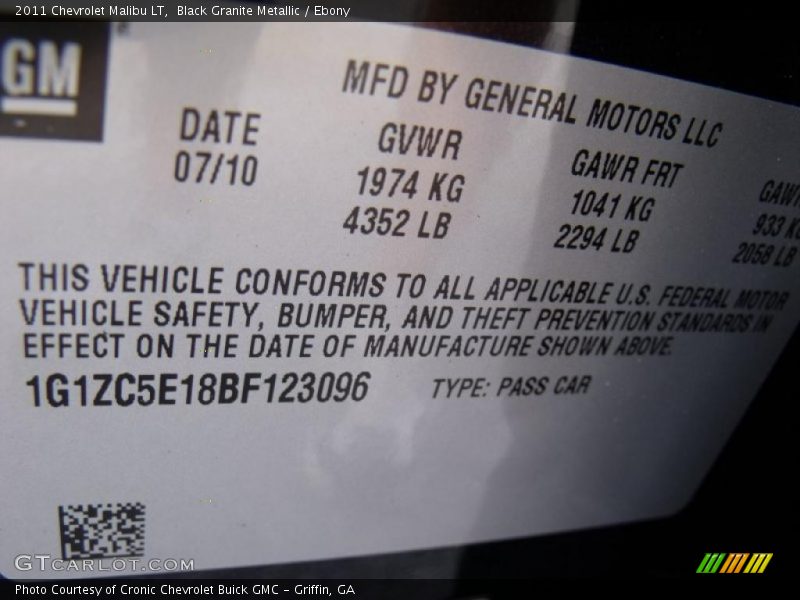 2011 Chevrolet Malibu LT, Black Granite Metallic / Ebony
GM
MFD BY GENERAL MOTORS LLC
DATE GVWR GAWR FRT
07/10 1974 KG 1041 KG 933
4352 LB 2294 LB 2058 LB
THIS VEHICLE CONFORMS TO ALL APPLICABLE U.S. FEDERAL MOTOR
VEHICLE SAFETY, BUMPER, AND THEFT PREVENTION STANDARDS IN
EFFECT ON THE DATE OF MANUFACTURE SHOWN ABOVE.
1G1ZC5E18BF123096 TYPE: PASS CAR
GTCARLOT.COM
Photo Courtesy of Cronic Chevrolet Buick GMC - Griffin, GA